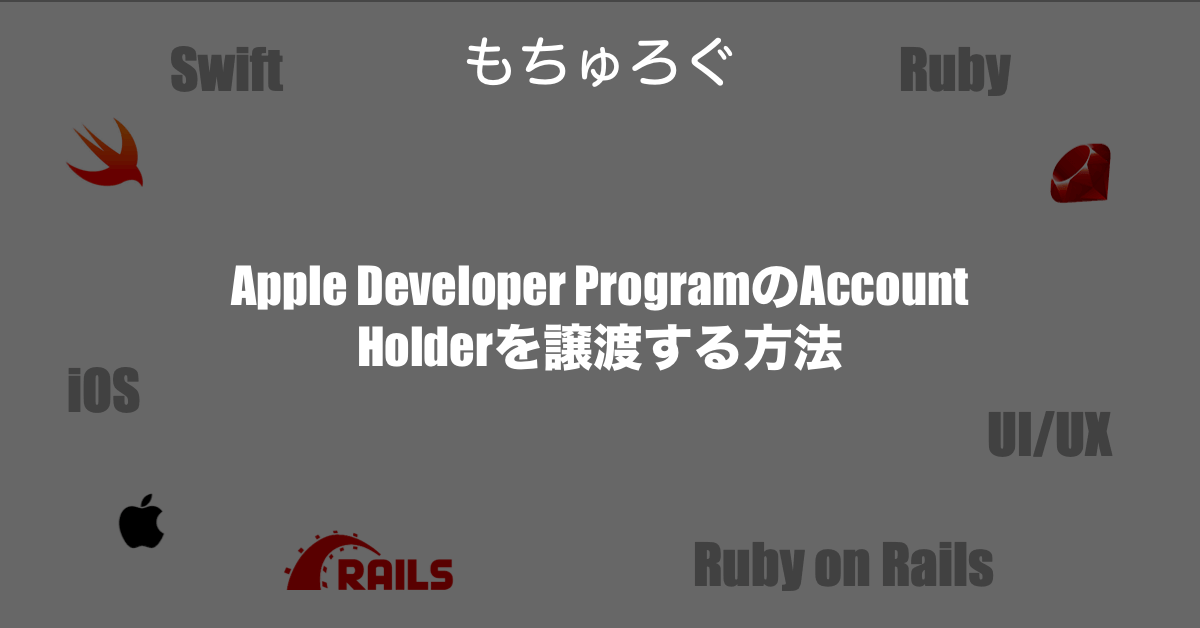 もちゅろぐ
Swift
Ruby
Apple Developer ProgramのAccount
Holderを譲渡する方法
iOS
UI/UX
RAILS
Ruby on Rails